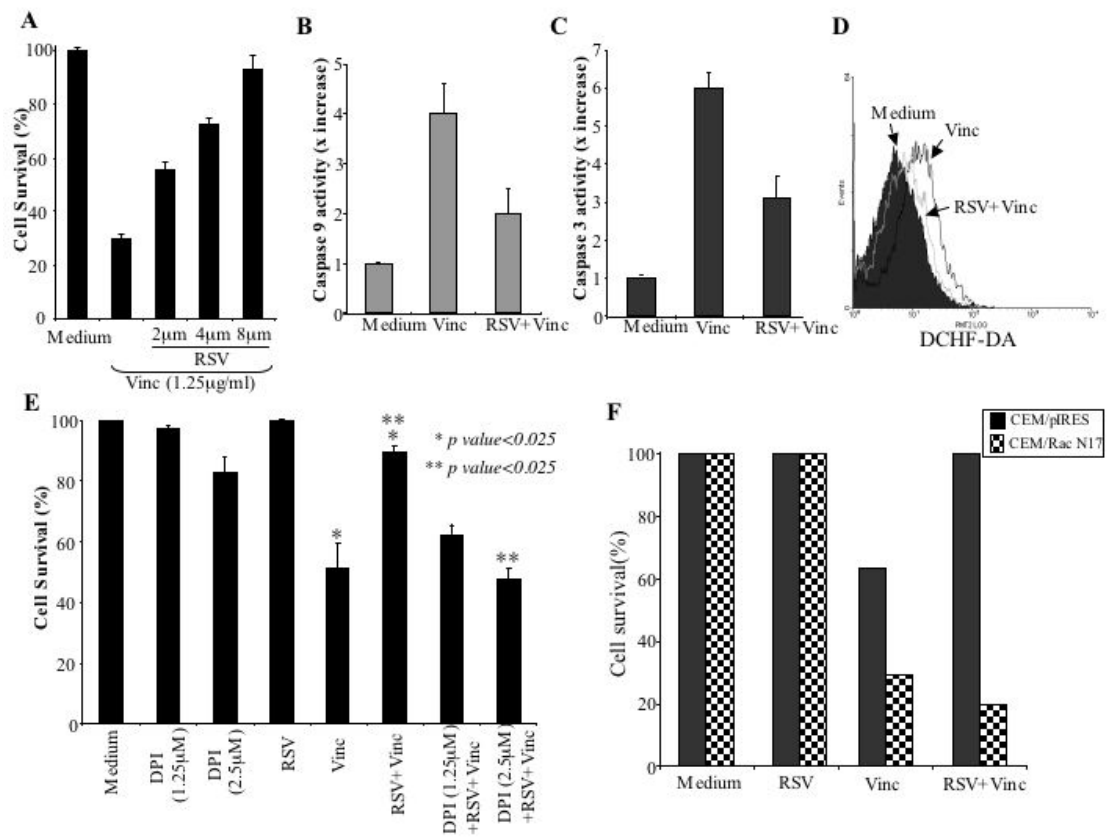 A
Cell Survival (%)
100
80
60
40
20
0
Medium
2μm 4μm 8μm
RSV
Vinc (1.25μg/ml)
B
Caspase 9 activity (x increase)
5
4
3
2
1
0
Medium Vinc RSV+Vinc
C
Caspase 3 activity (x increase)
7
6
5
4
3
2
1
0
Medium Vinc RSV+Vinc
D
Medium
Vinc
RSV+Vinc
Events
DCHF-DA
E
Cell Survival (%)
100
80
60
40
20
0
* p value<0.025
** p value<0.025
*
**
*
**
Medium
DPI
(1.25μM)
DPI
(2.5μM)
RSV
Vinc
RSV+Vinc
DPI (1.25μM)
+RSV+Vinc
DPI (2.5μM)
+RSV+Vinc
F
CEM/pIRES
CEM/Rac N17
Cell survival(%)
100
80
60
40
20
0
Medium RSV Vinc RSV+Vinc